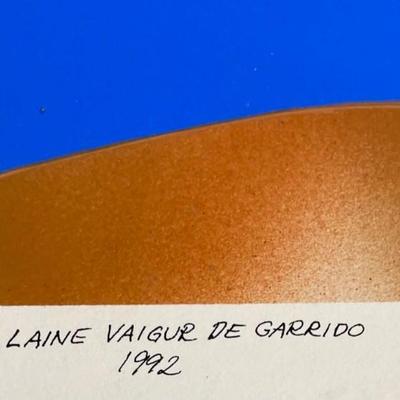 LAINE VAIGUR DE GARRIDO
1992